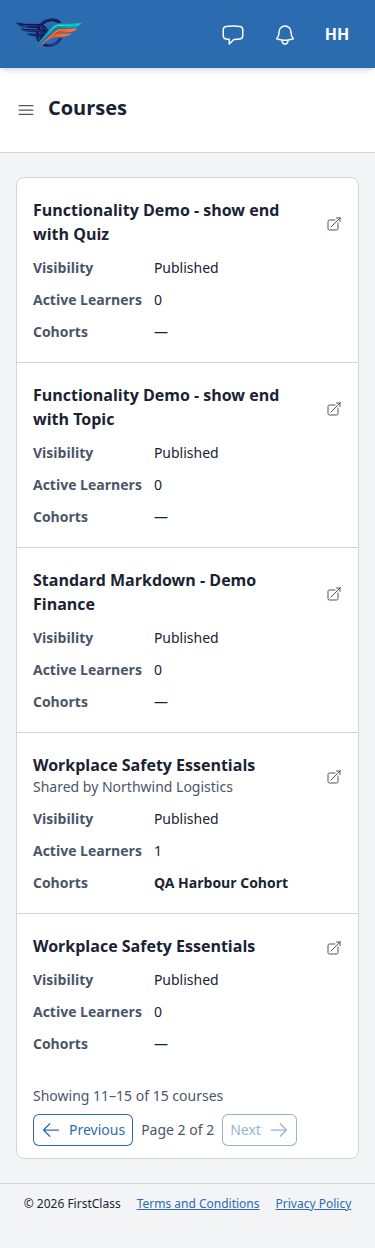 HH
Courses
Functionality Demo - show end
with Quiz
Visibility Published
Active Learners 0
Cohorts —
Functionality Demo - show end
with Topic
Visibility Published
Active Learners 0
Cohorts —
Standard Markdown - Demo
Finance
Visibility Published
Active Learners 0
Cohorts —
Workplace Safety Essentials
Shared by Northwind Logistics
Visibility Published
Active Learners 1
Cohorts QA Harbour Cohort
Workplace Safety Essentials
Visibility Published
Active Learners 0
Cohorts —
Showing 11–15 of 15 courses
Previous Page 2 of 2 Next
© 2026 FirstClass Terms and Conditions Privacy Policy